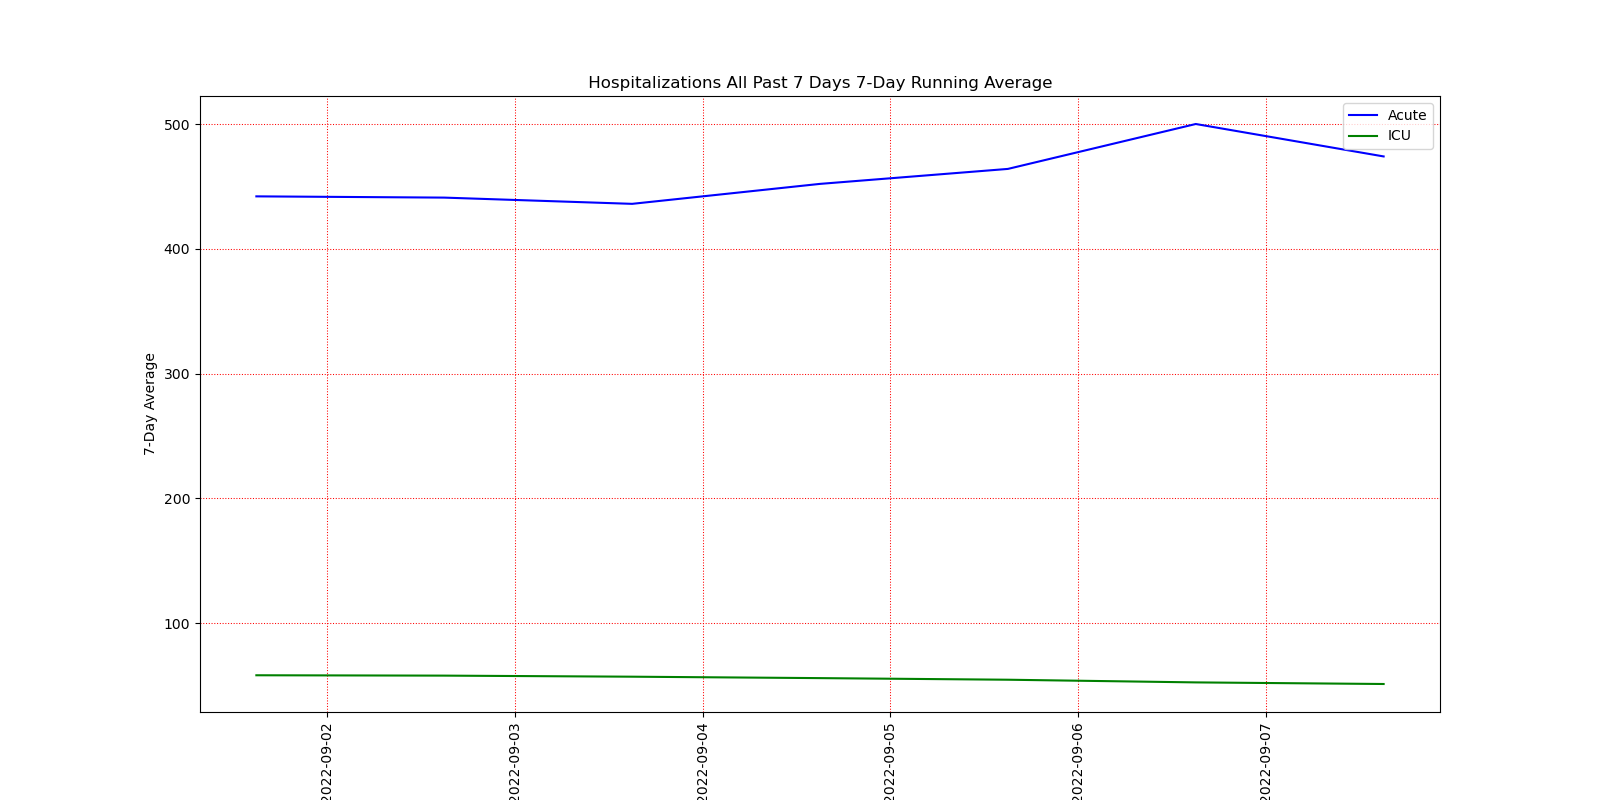 Hospitalizations All Past 7 Days 7-Day Running Average
Acute
ICU
500
400
300
200
100
7-Day Average
2022-09-02
2022-09-03
2022-09-04
2022-09-05
2022-09-06
2022-09-07